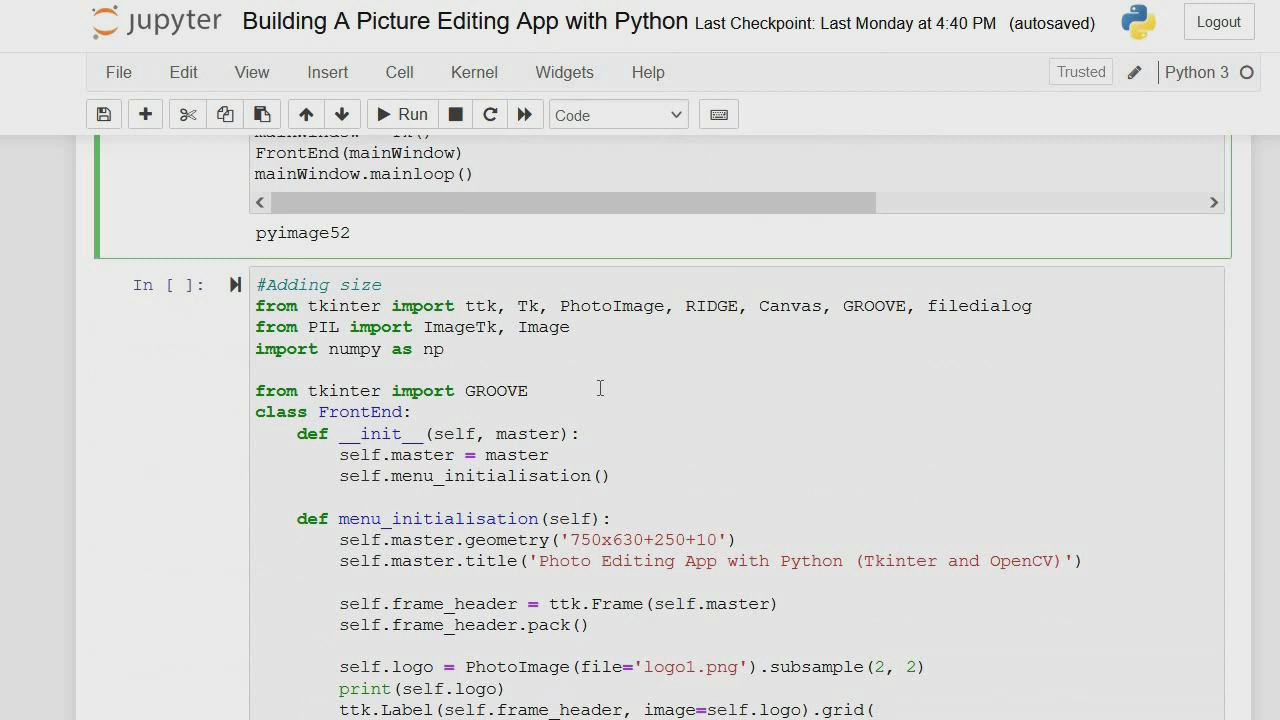 jupyter Building A Picture Editing App with Python Last Checkpoint: Last Monday at 4:40 PM (autosaved) Logout
File Edit View Insert Cell Kernel Widgets Help Trusted Python 3
Run Code
mainWindow = Tk()
FrontEnd(mainWindow)
mainWindow.mainloop()
pyimage52
In [ ]: #Adding size
from tkinter import ttk, Tk, PhotoImage, RIDGE, Canvas, GROOVE, filedialog
from PIL import ImageTk, Image
import numpy as np
from tkinter import GROOVE
class FrontEnd:
def __init__(self, master):
self.master = master
self.menu_initialisation()
def menu_initialisation(self):
self.master.geometry('750x630+250+10')
self.master.title('Photo Editing App with Python (Tkinter and OpenCV)')
self.frame_header = ttk.Frame(self.master)
self.frame_header.pack()
self.logo = PhotoImage(file='logo1.png').subsample(2, 2)
print(self.logo)
ttk.Label(self.frame_header, image=self.logo).grid(